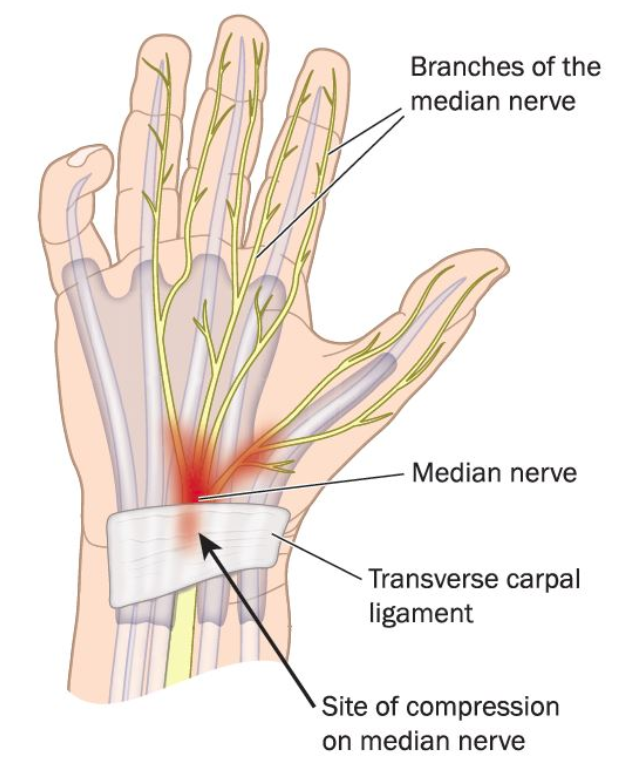 Branches of the
median nerve
Median nerve
Transverse carpal
ligament
Site of compression
on median nerve